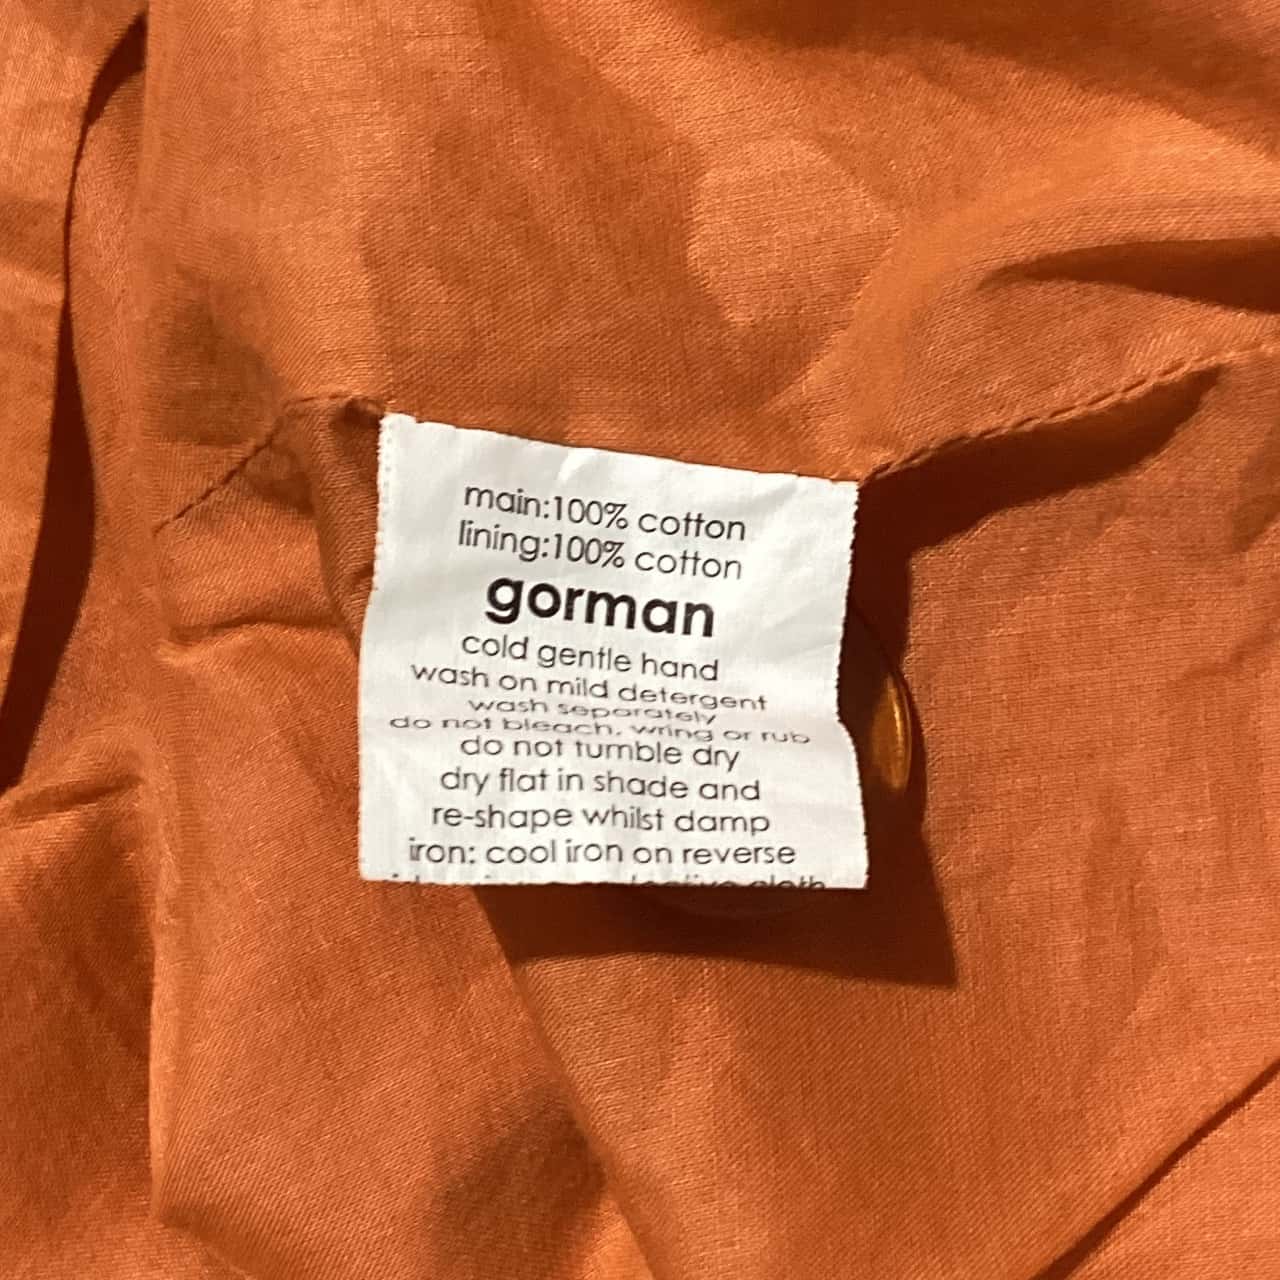 main:100% cotton
lining:100% cotton
gorman
cold gentle hand
wash on mild detergent
wash separately
do not bleach, wring or rub
do not tumble dry
dry flat in shade and
re-shape whilst damp
iron: cool iron on reverse
cloth